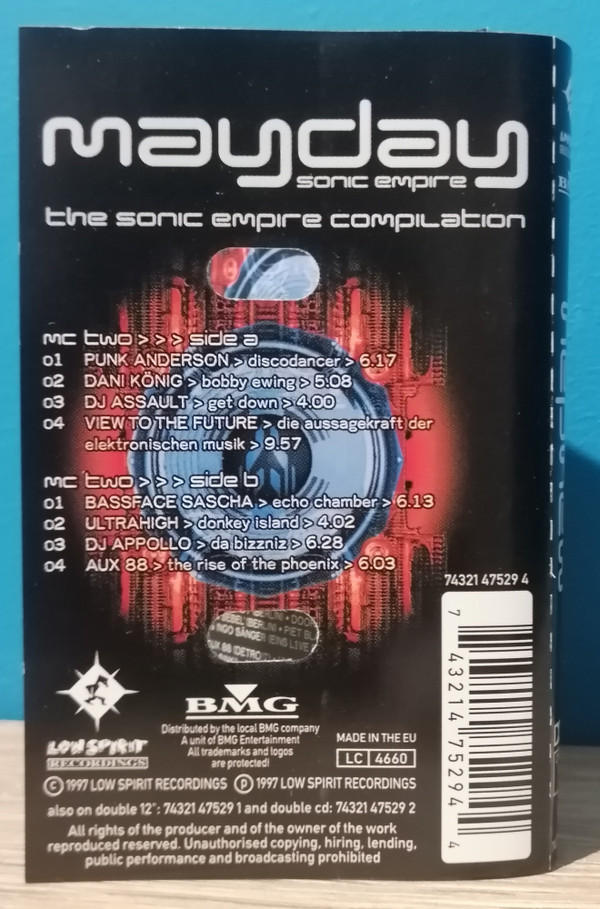 mayday
sonic empire
the sonic empire compilation
mc two > > > side a
01 PUNK ANDERSON > discodancer > 6.17
02 DANI KÖNIG > bobby ewing > 5.08
03 DJ ASSAULT > get down > 4.00
04 VIEW TO THE FUTURE > die aussagekraft der
elektronischen musik > 9.57
mc two > > > side b
01 BASSFACE SASCHA > echo chamber > 6.13
02 ULTRAHIGH > donkey island > 4.02
03 DJ APPOLLO > da bizzniz > 6.28
04 AUX 88 > the rise of the phoenix > 6.03
74321 47529 4
7 43214 75294 4
LOW SPIRIT
RECORDINGS
BMG
Distributed by the local BMG company
A unit of BMG Entertainment
All trademarks and logos
are protected!
MADE IN THE EU
LC 4660
© 1997 LOW SPIRIT RECORDINGS ℗ 1997 LOW SPIRIT RECORDINGS
also on double 12": 74321 47529 1 and double cd: 74321 47529 2
All rights of the producer and of the owner of the work
reproduced reserved. Unauthorised copying, hiring, lending,
public performance and broadcasting prohibited